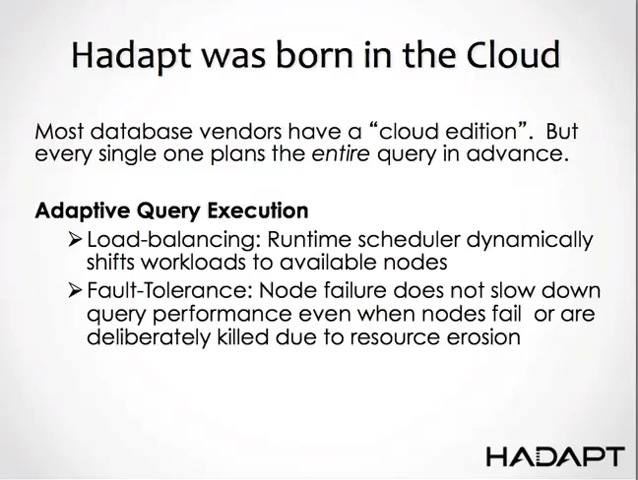 Hadapt was born in the Cloud
Most database vendors have a “cloud edition”. But
every single one plans the entire query in advance.
Adaptive Query Execution
➢Load-balancing: Runtime scheduler dynamically
shifts workloads to available nodes
➢Fault-Tolerance: Node failure does not slow down
query performance even when nodes fail or are
deliberately killed due to resource erosion
HADAPT